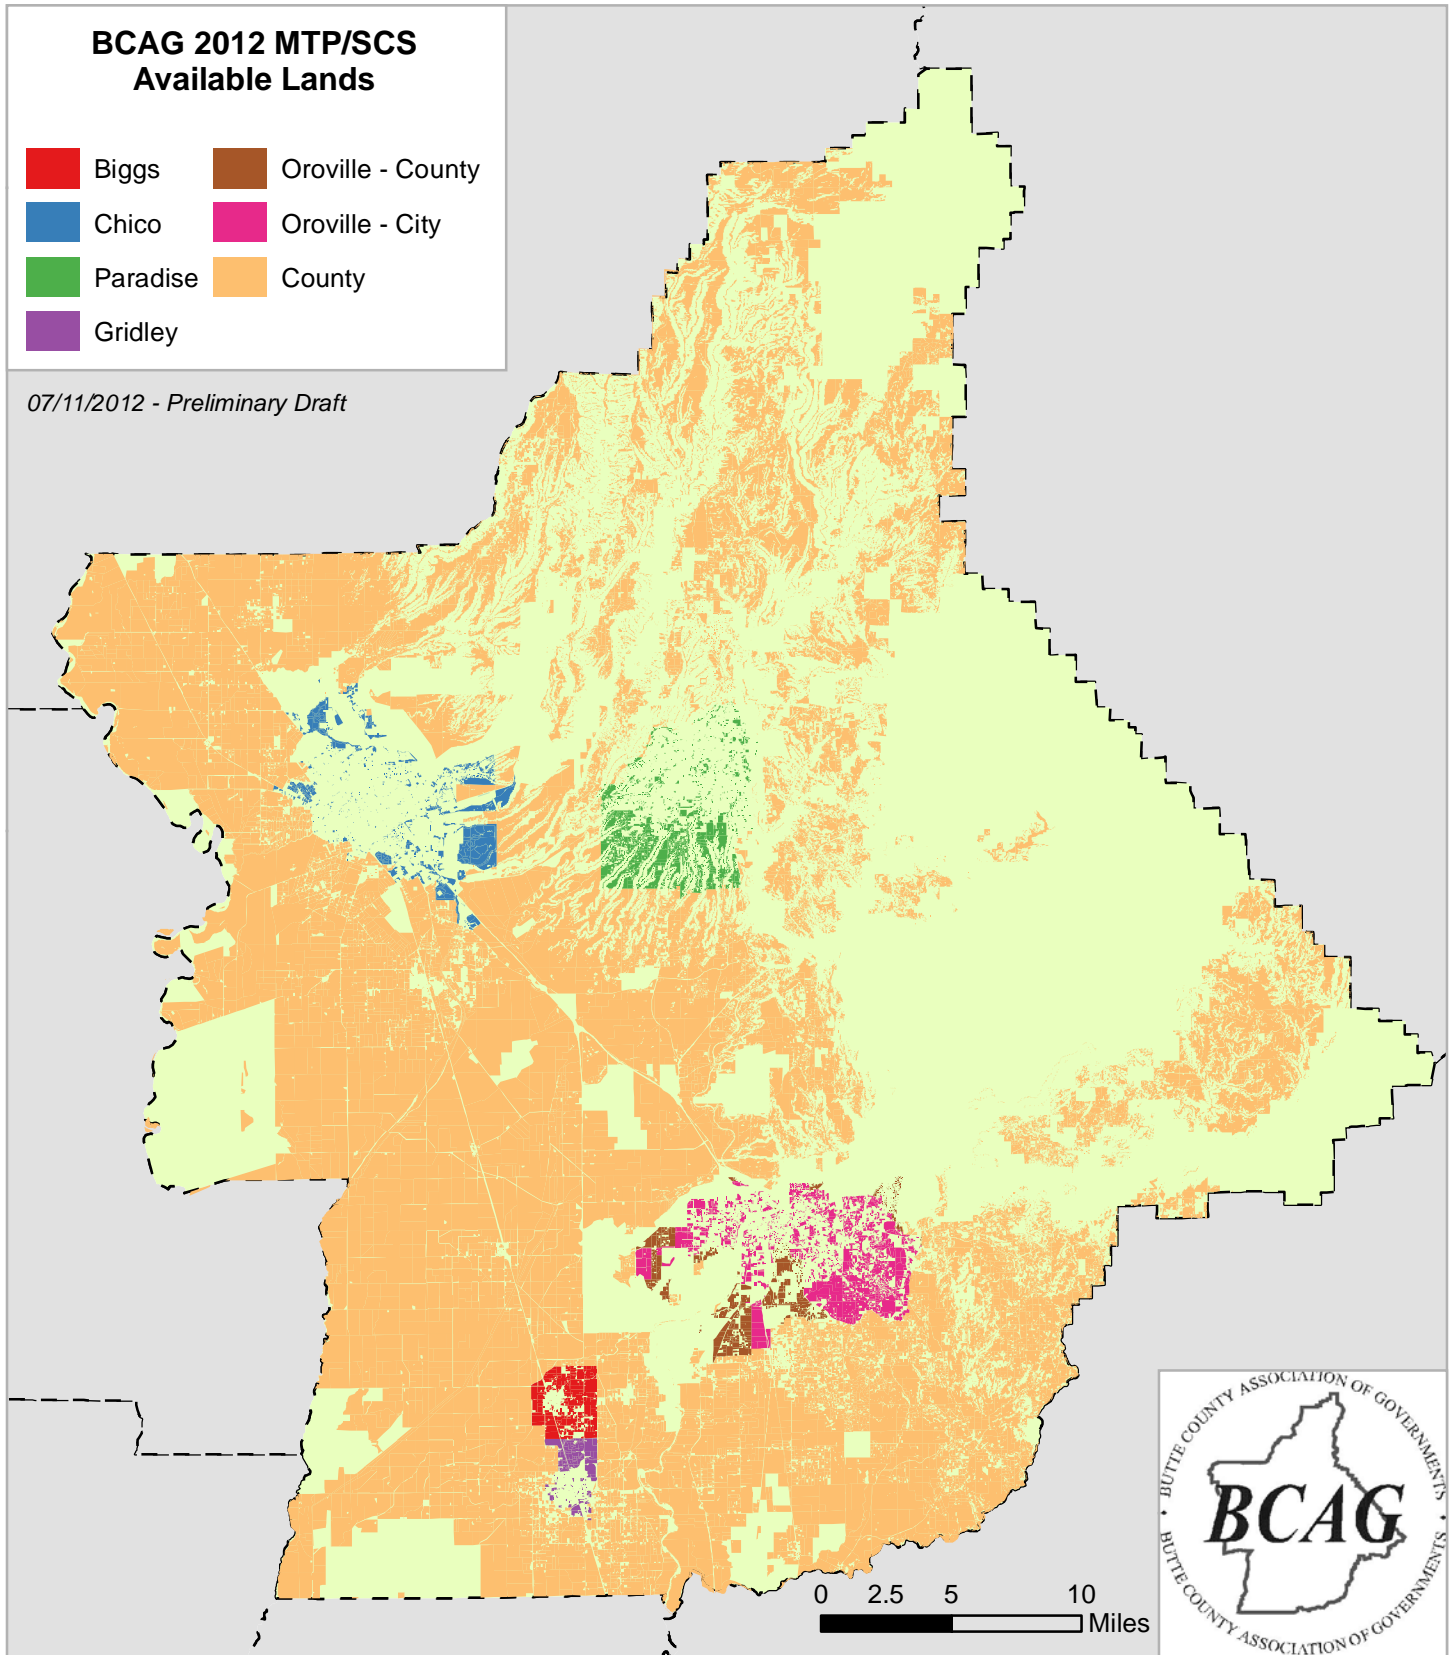 BCAG 2012 MTP/SCS
Available Lands
Biggs
Chico
Paradise
Gridley
Oroville - County
Oroville - City
County
07/11/2012 - Preliminary Draft
0 2.5 5 10
Miles
BUTTE COUNTY ASSOCIATION OF GOVERNMENTS
BCAG
• BUTTE COUNTY ASSOCIATION OF GOVERNMENTS •